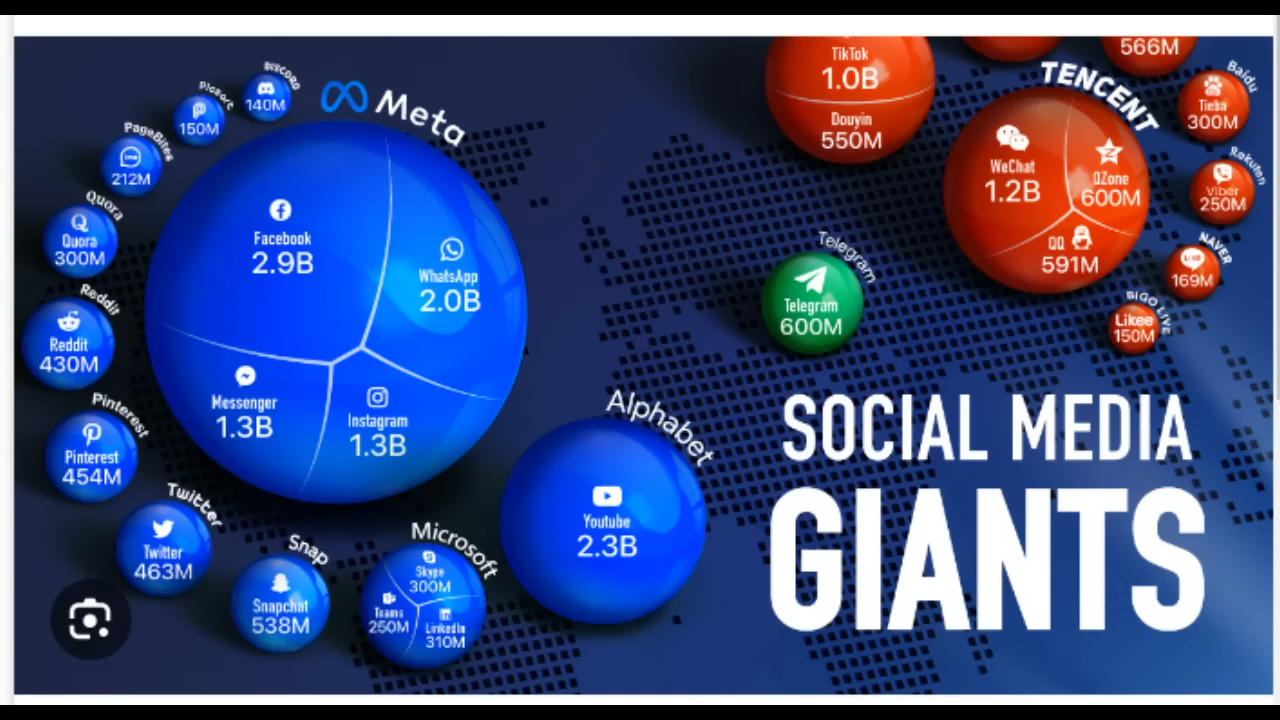 DISCORD
140M
Picsart
150M
PageBites
imo
212M
Quora
Quora
300M
Reddit
Reddit
430M
Pinterest
Pinterest
454M
Twitter
Twitter
463M
Snap
Snapchat
538M
Microsoft
Skype
300M
Teams
250M
LinkedIn
310M
Meta
Facebook
2.9B
WhatsApp
2.0B
Messenger
1.3B
Instagram
1.3B
Alphabet
Youtube
2.3B
TikTok
1.0B
Douyin
550M
566M
TENCENT
WeChat
1.2B
QZone
600M
QQ
591M
Baidu
Tieba
300M
Rakuten
Viber
250M
NAVER
LINE
169M
BIGO LIVE
Likee
150M
Telegram
Telegram
600M
SOCIAL MEDIA
GIANTS